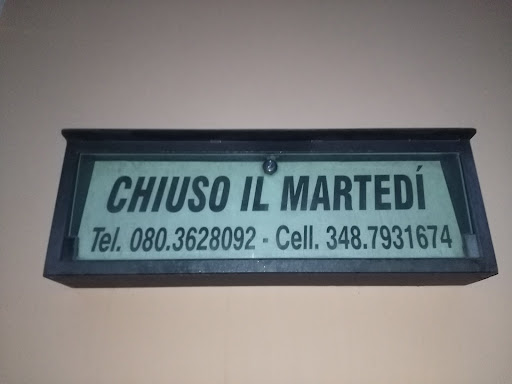 CHIUSO IL MARTEDÍ
Tel. 080.3628092 - Cell. 348.7931674